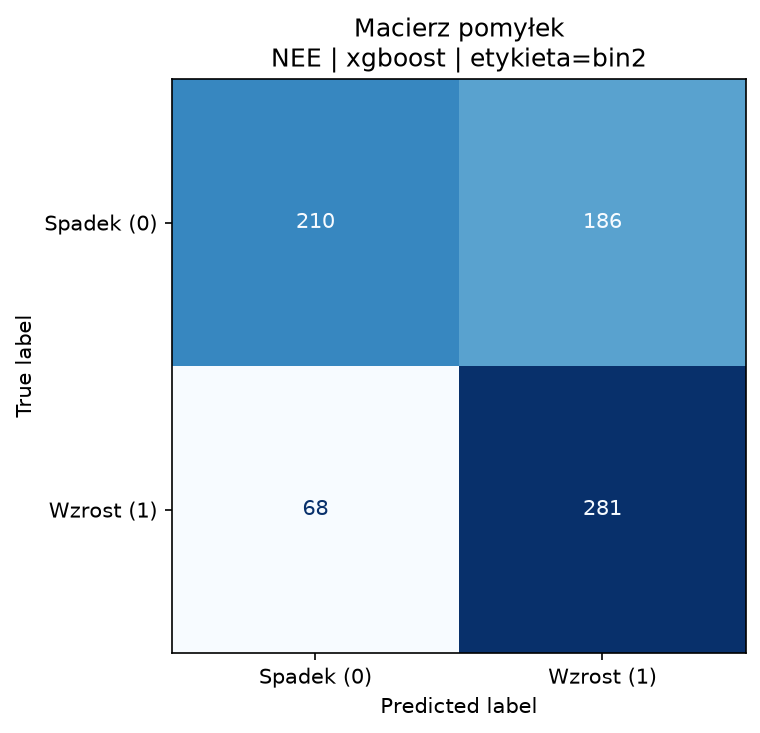 Macierz pomyłek
NEE | xgboost | etykieta=bin2
Spadek (0)
210
186
True label
Wzrost (1)
68
281
Spadek (0)
Wzrost (1)
Predicted label